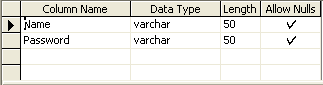 Column Name Data Type Length Allow Nulls
Name varchar 50
Password varchar 50